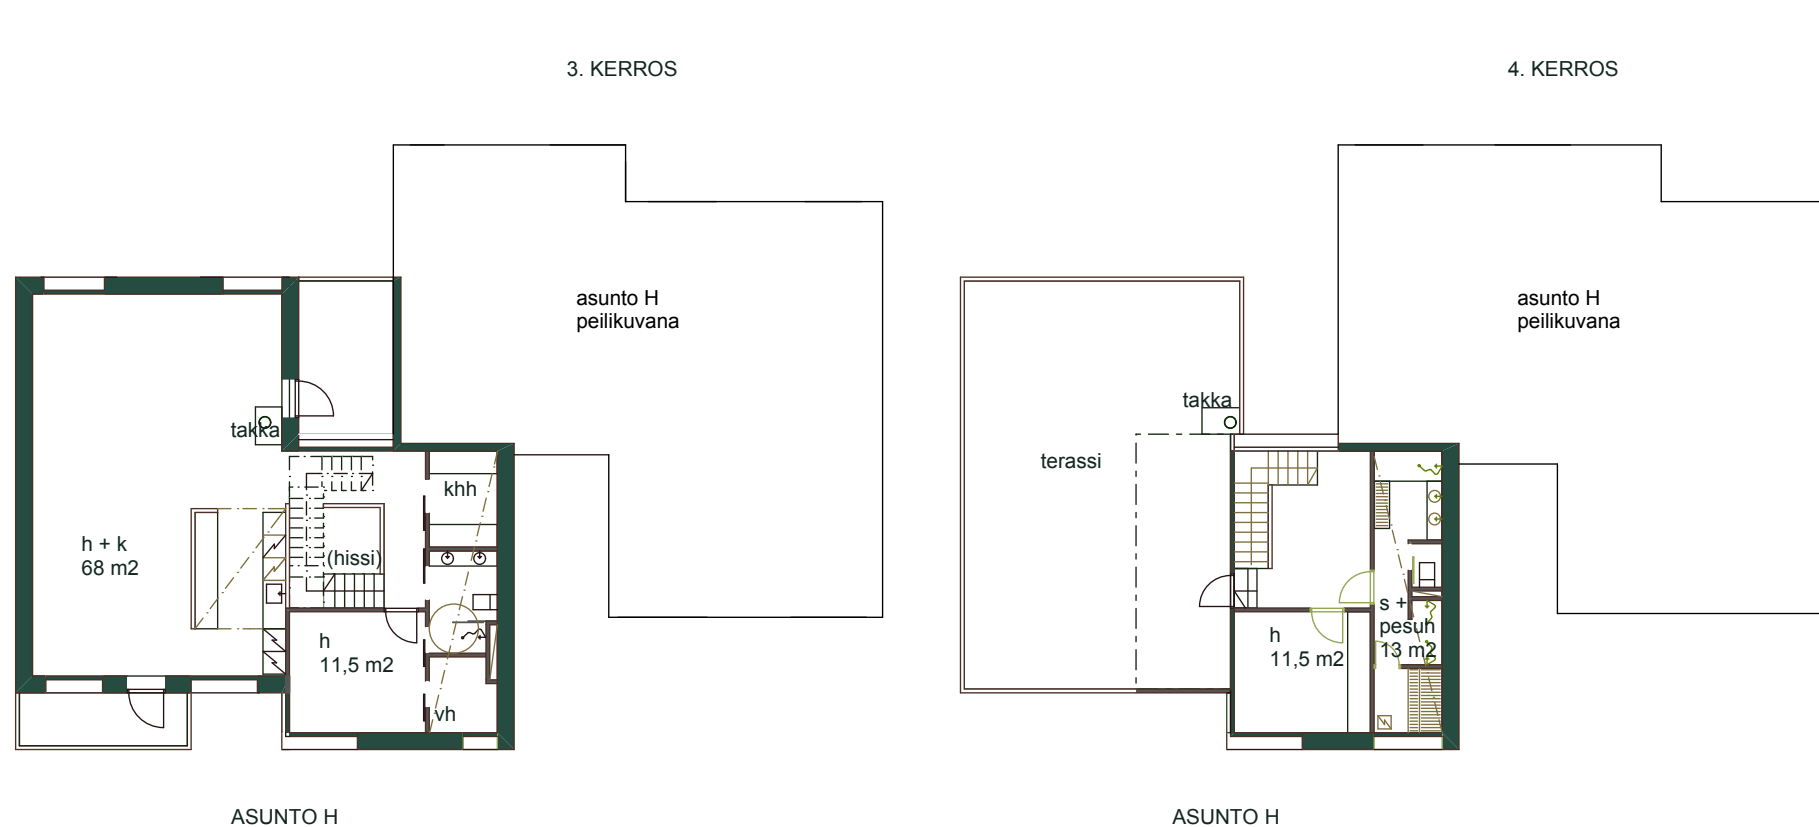 3. KERROS
4. KERROS
asunto H
peilikuvana
asunto H
peilikuvana
takka
takka
terassi
khh
h + k
68 m2
(hissi)
h
11,5 m2
vh
s +
pesuh
13 m2
h
11,5 m2
ASUNTO H
ASUNTO H